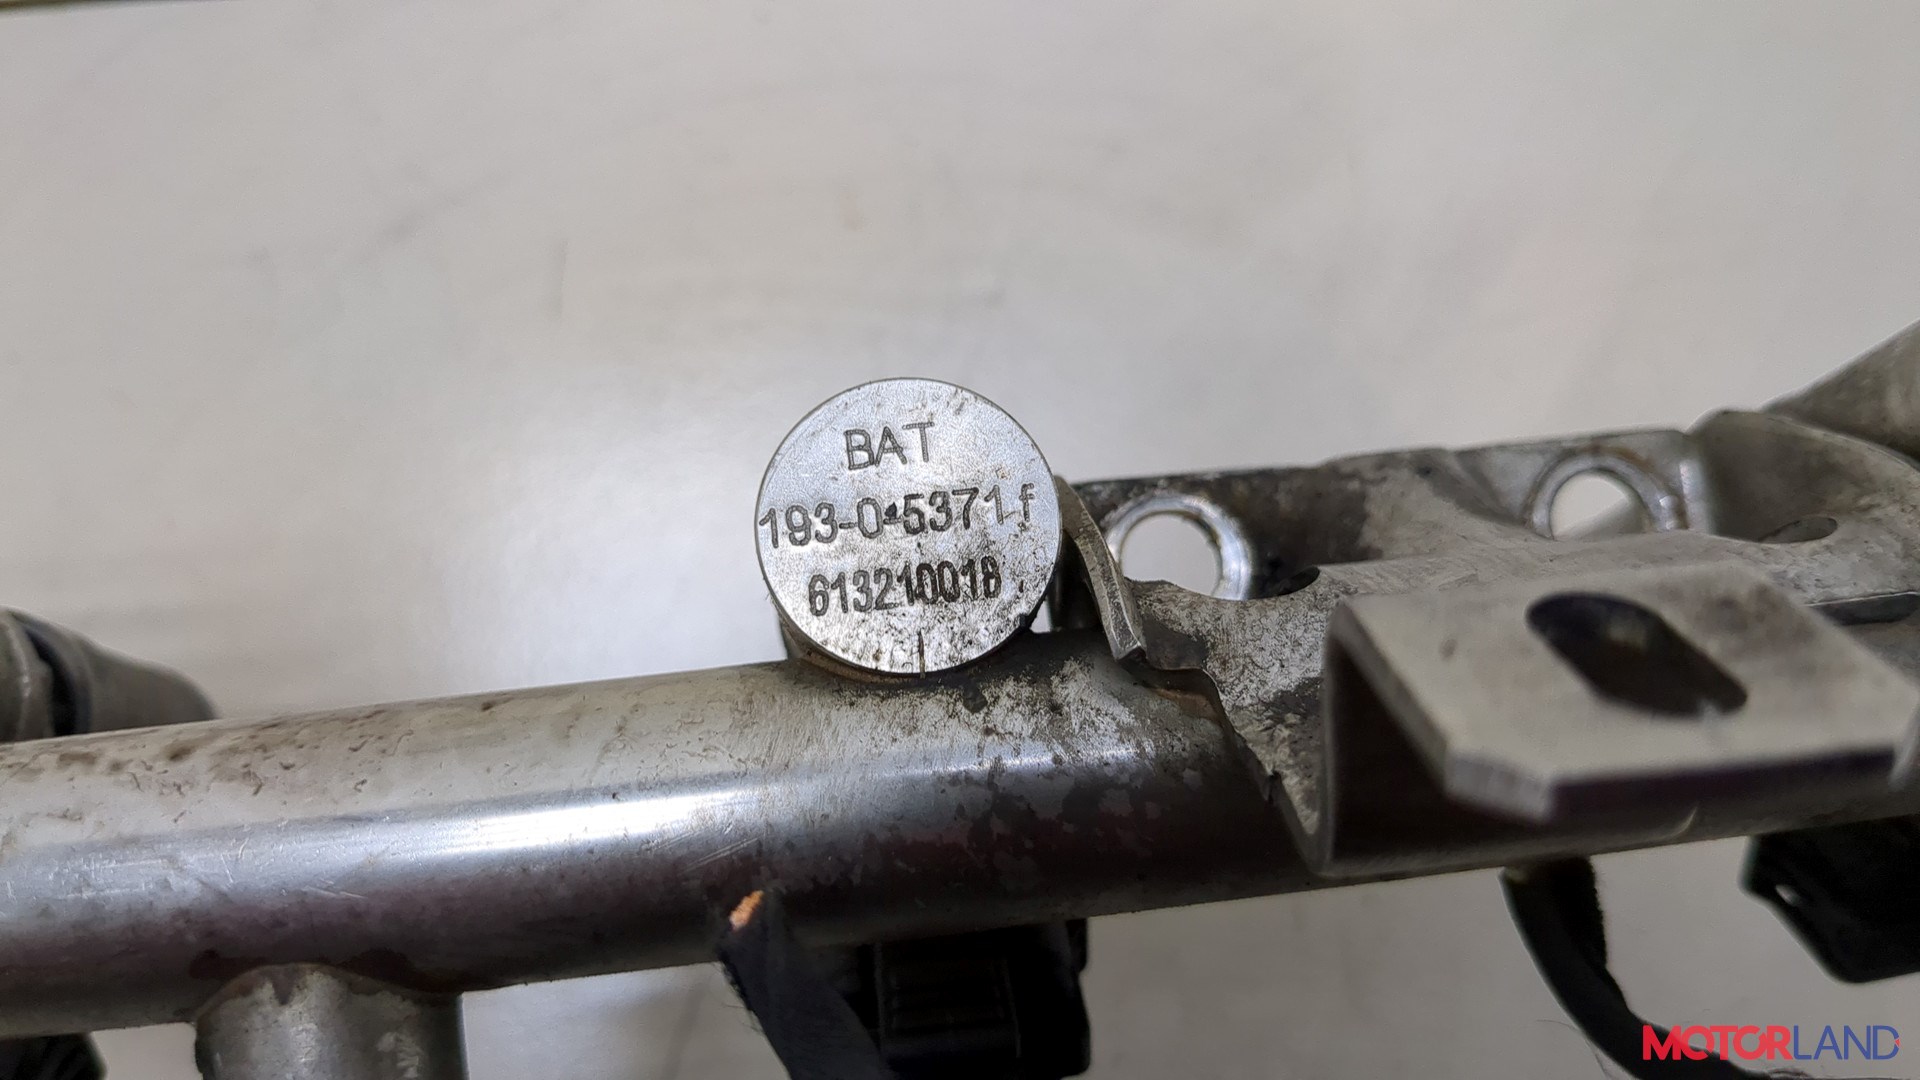 BAT
193-0-5371 f
613210018
MOTORLAND